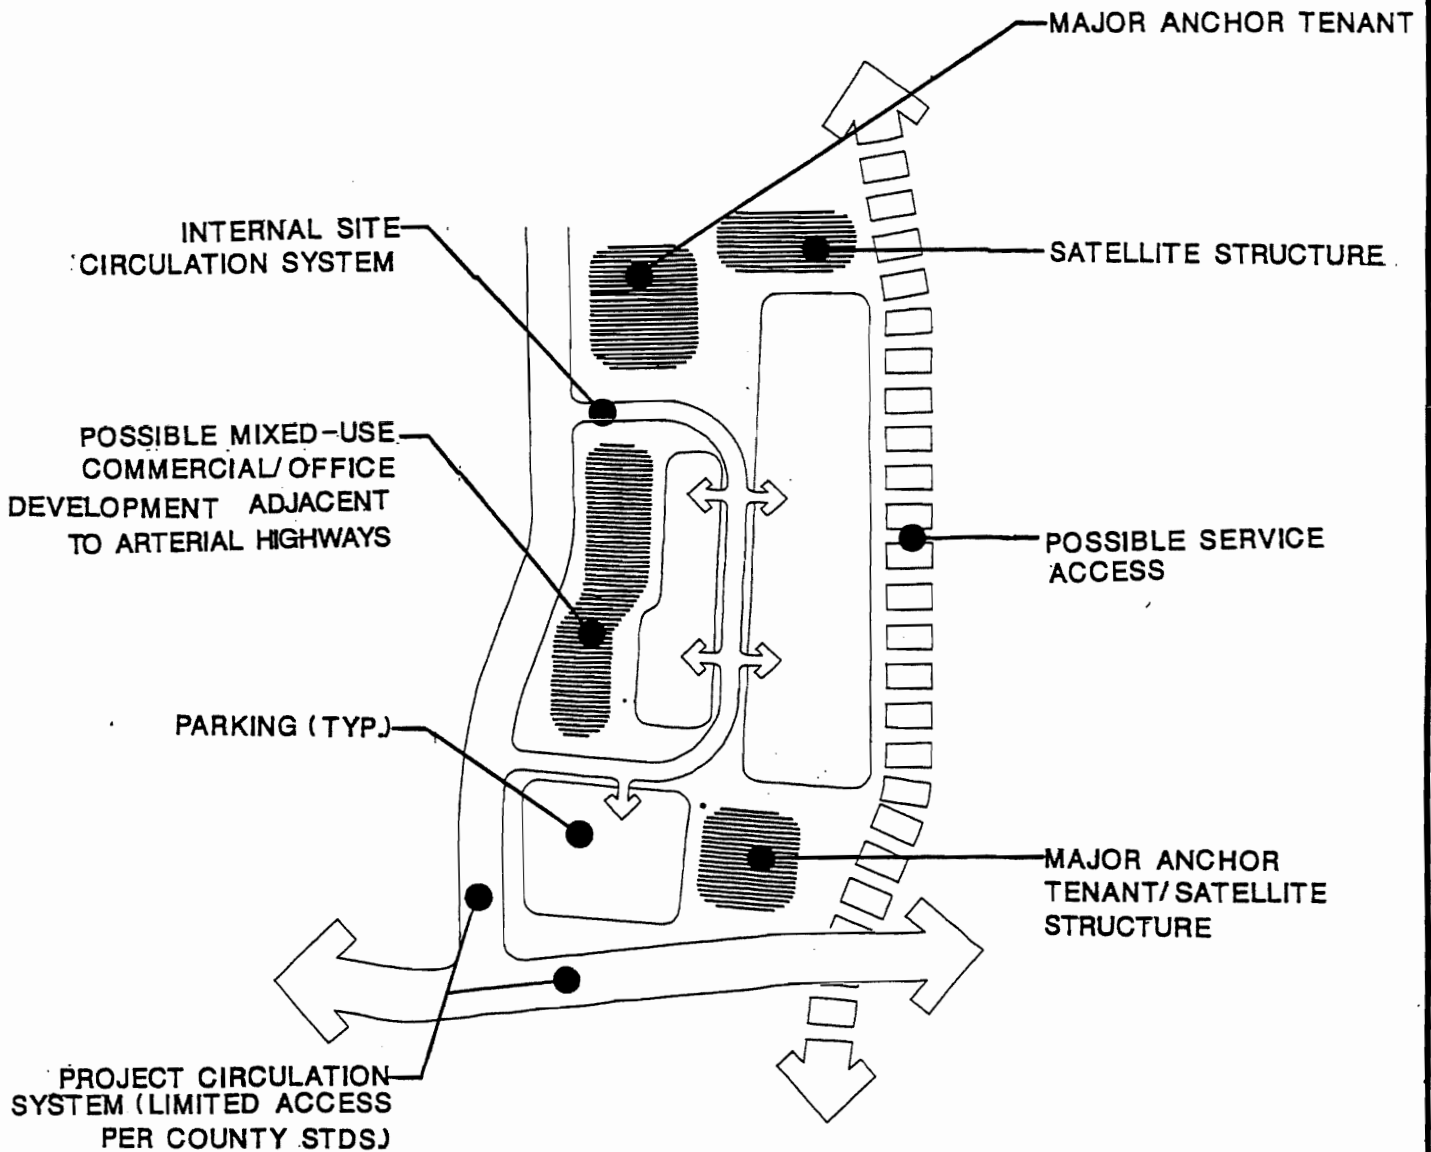 MAJOR ANCHOR TENANT
INTERNAL SITE
CIRCULATION SYSTEM
SATELLITE STRUCTURE
POSSIBLE MIXED-USE
COMMERCIAL/OFFICE
DEVELOPMENT ADJACENT
TO ARTERIAL HIGHWAYS
POSSIBLE SERVICE
ACCESS
PARKING (TYP.)
MAJOR ANCHOR
TENANT/SATELLITE
STRUCTURE
PROJECT CIRCULATION
SYSTEM (LIMITED ACCESS
PER COUNTY STDS.)